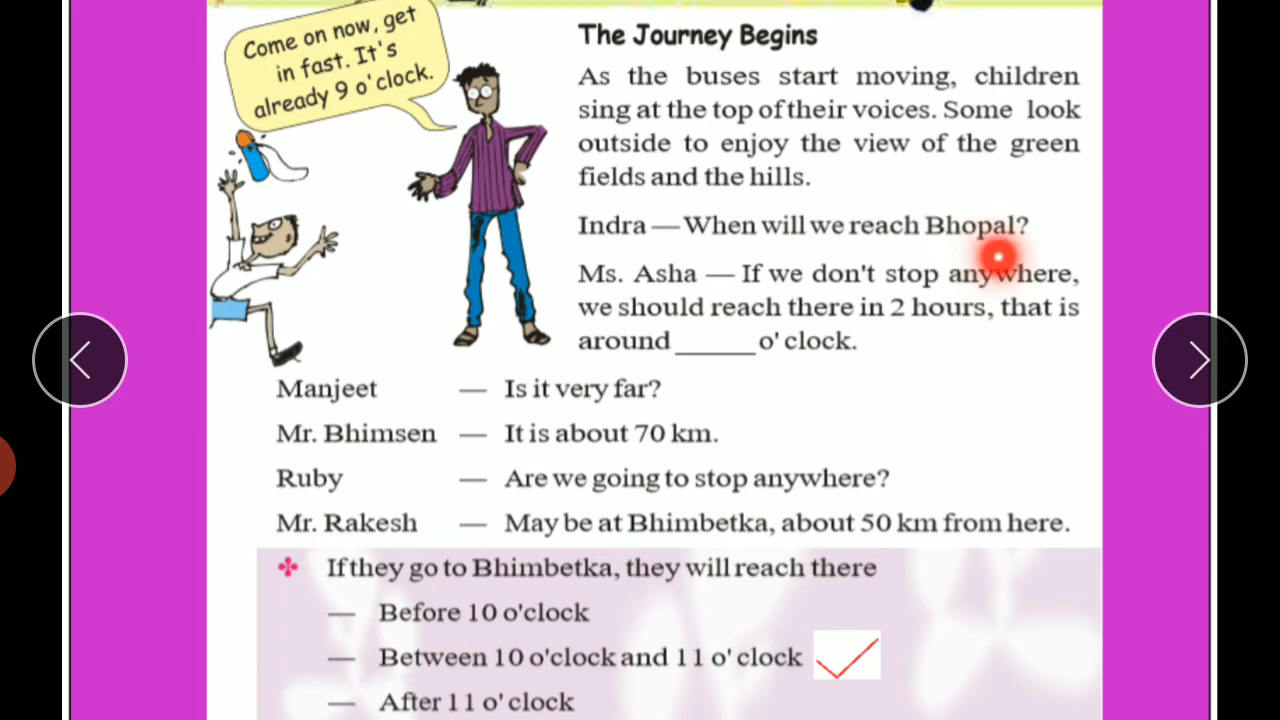 Come on now, get
in fast. It's
already 9 o'clock.
The Journey Begins
As the buses start moving, children
sing at the top of their voices. Some look
outside to enjoy the view of the green
fields and the hills.
Indra — When will we reach Bhopal?
Ms. Asha — If we don't stop anywhere,
we should reach there in 2 hours, that is
around ______ o' clock.
Manjeet — Is it very far?
Mr. Bhimsen — It is about 70 km.
Ruby — Are we going to stop anywhere?
Mr. Rakesh — May be at Bhimbetka, about 50 km from here.
If they go to Bhimbetka, they will reach there
— Before 10 o'clock
— Between 10 o'clock and 11 o' clock
— After 11 o' clock